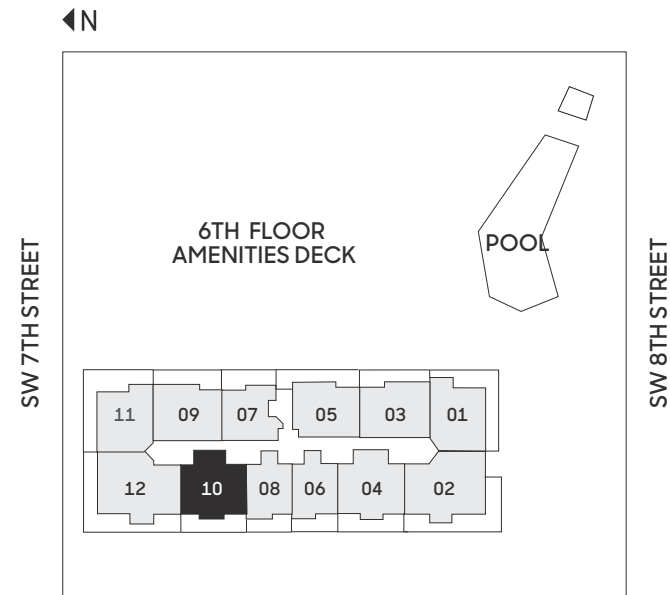 N
6TH FLOOR
AMENITIES DECK
POOL
SW 7TH STREET
SW 8TH STREET
11 09 07 05 03 01
12 10 08 06 04 02